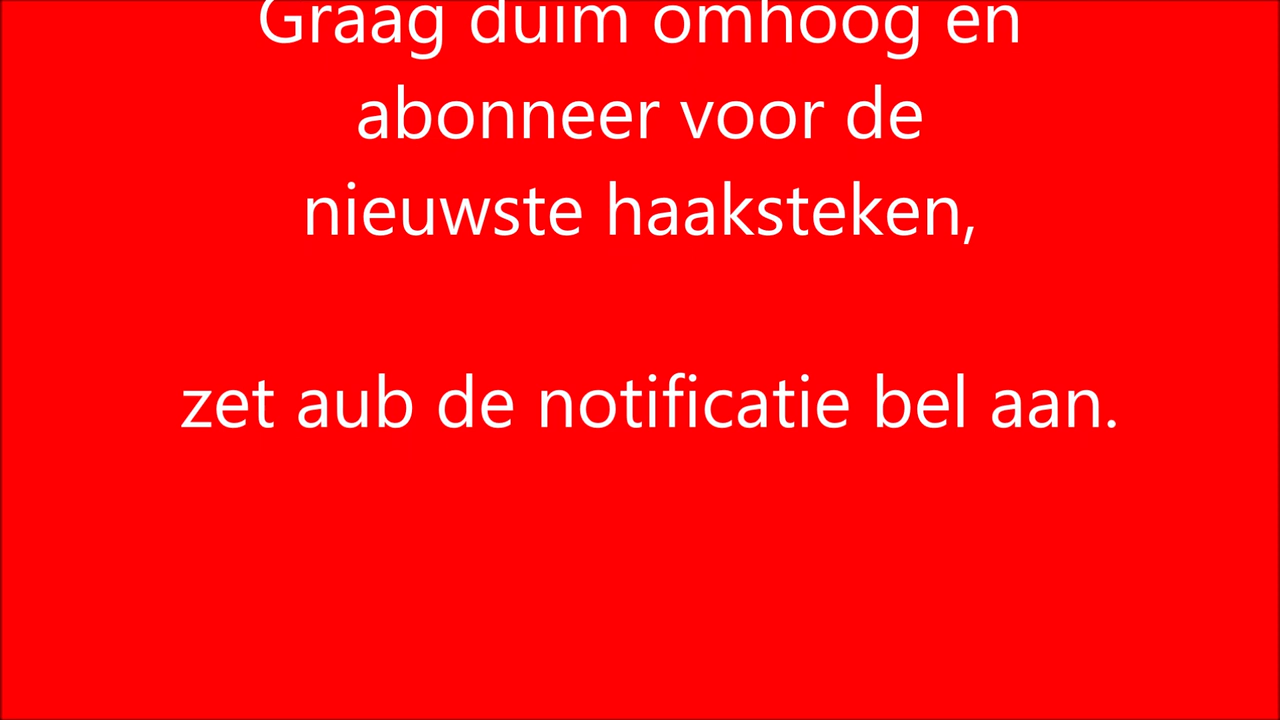 Graag duim omhoog en
abonneer voor de
nieuwste haaksteken,
zet aub de notificatie bel aan.